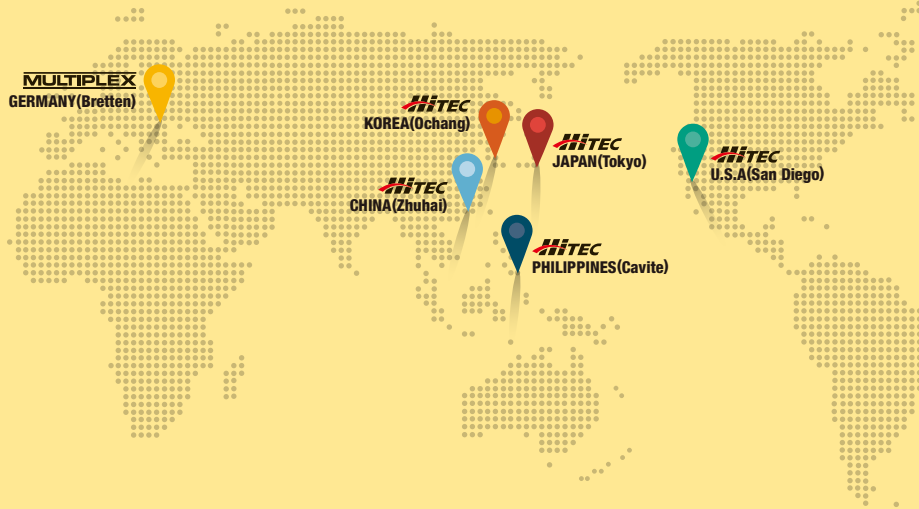 MULTIPLEX
GERMANY(Bretten)
HiTEC
KOREA(Ochang)
HiTEC
JAPAN(Tokyo)
HiTEC
U.S.A(San Diego)
HiTEC
CHINA(Zhuhai)
HiTEC
PHILIPPINES(Cavite)